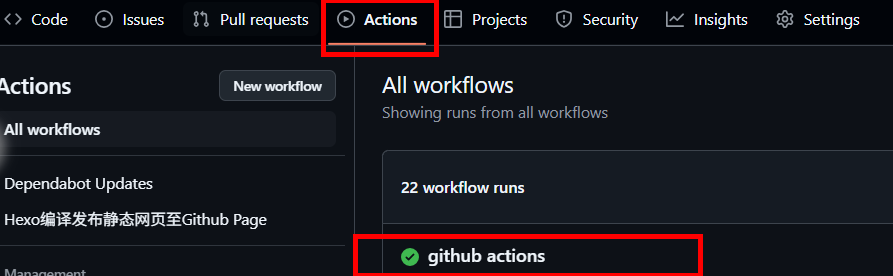 Code Issues Pull requests Actions Projects Security Insights Settings
Actions
New workflow
All workflows
Dependabot Updates
Hexo编译发布静态网页至Github Page
Management
All workflows
Showing runs from all workflows
22 workflow runs
github actions